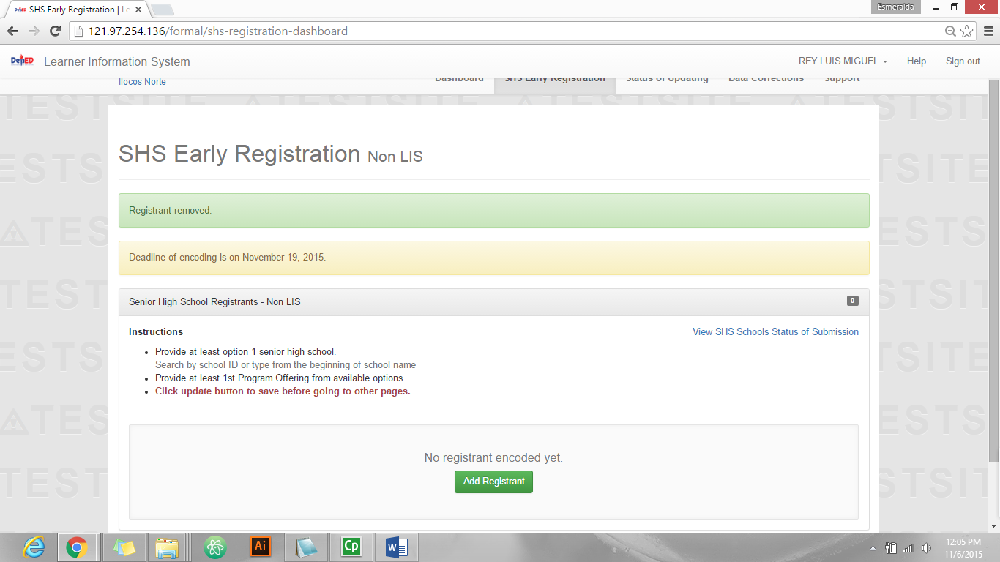 SHS Early Registration | Le
Esmeralda
121.97.254.136/formal/shs-registration-dashboard
DepED Learner Information System
REY LUIS MIGUEL
Help
Sign out
Ilocos Norte
Dashboard
SHS Early Registration
Status of Updating
Data Corrections
Support
SHS Early Registration Non LIS
Registrant removed.
Deadline of encoding is on November 19, 2015.
Senior High School Registrants - Non LIS
0
Instructions
View SHS Schools Status of Submission
Provide at least option 1 senior high school.
Search by school ID or type from the beginning of school name
Provide at least 1st Program Offering from available options.
Click update button to save before going to other pages.
No registrant encoded yet.
Add Registrant
TESTSITE
Ai
Cp
12:05 PM
11/6/2015